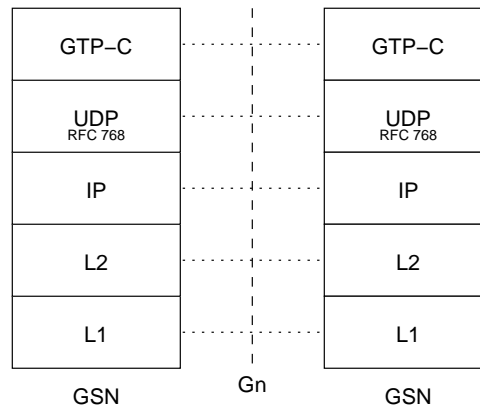 GTP–C
UDP
RFC 768
IP
L2
L1
GSN
Gn
GTP–C
UDP
RFC 768
IP
L2
L1
GSN